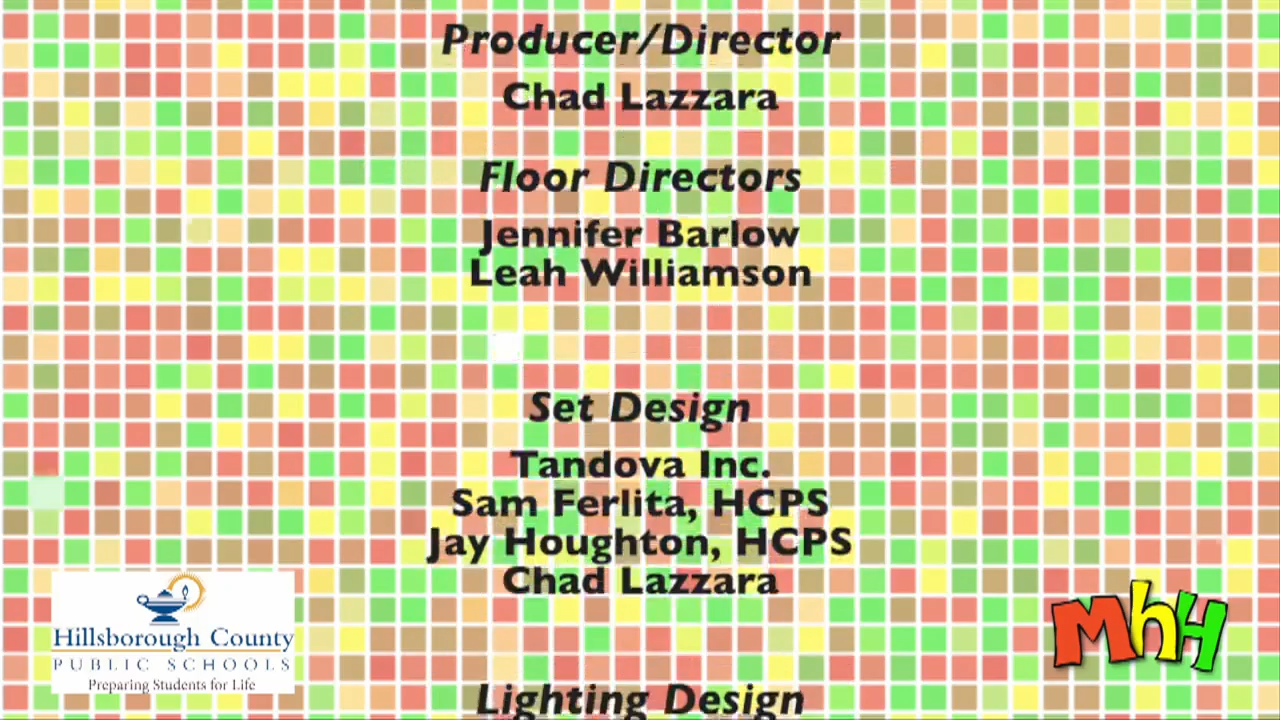 Producer/Director
Chad Lazzara
Floor Directors
Jennifer Barlow
Leah Williamson
Set Design
Tandova Inc.
Sam Ferlita, HCPS
Jay Houghton, HCPS
Chad Lazzara
Lighting Design
Hillsborough County
PUBLIC SCHOOLS
Preparing Students for Life
MhH